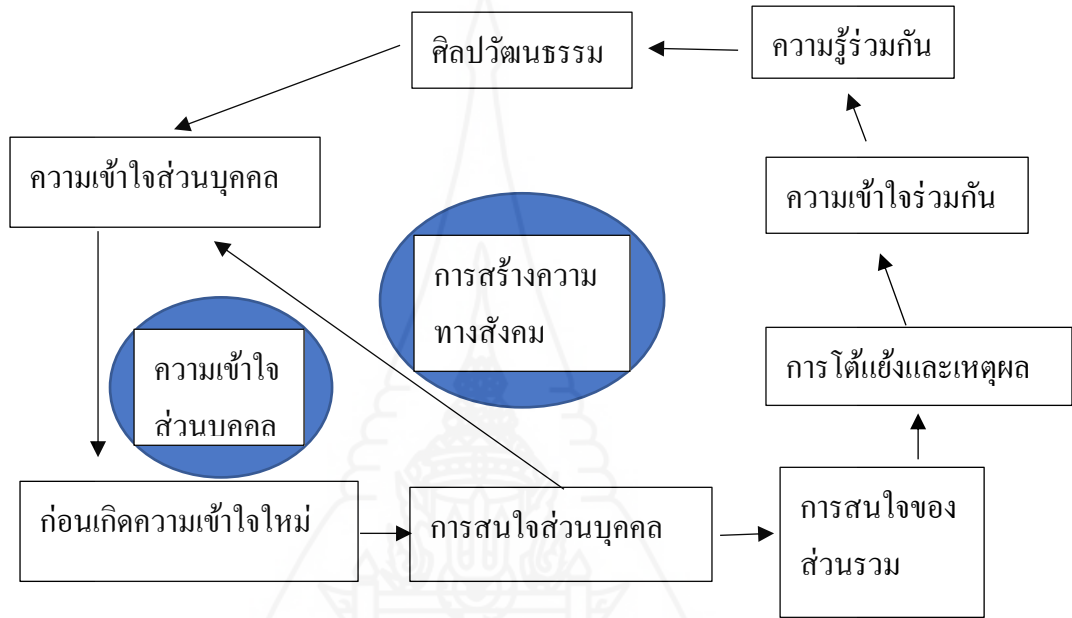 ศิลปวัฒนธรรม
ความรู้ร่วมกัน
ความเข้าใจส่วนบุคคล
ความเข้าใจร่วมกัน
การสร้างความ
ทางสังคม
ความเข้าใจ
ส่วนบคคล
การโต้แย้งและเหตุผล
ก่อนเกิดความเข้าใจใหม่
การสนใจส่วนบุคคล
การสนใจของ
ส่วนรวม